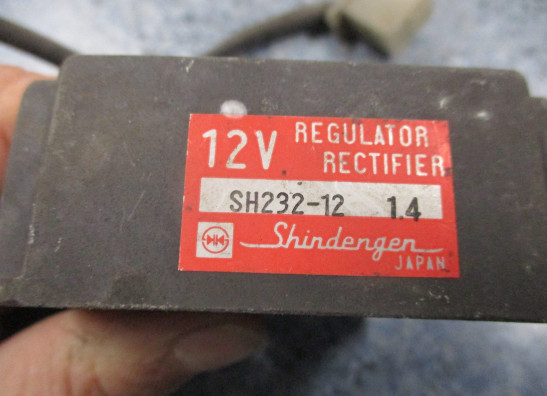 12V REGULATOR
RECTIFIER
SH232-12 1.4
Shindengen
JAPAN